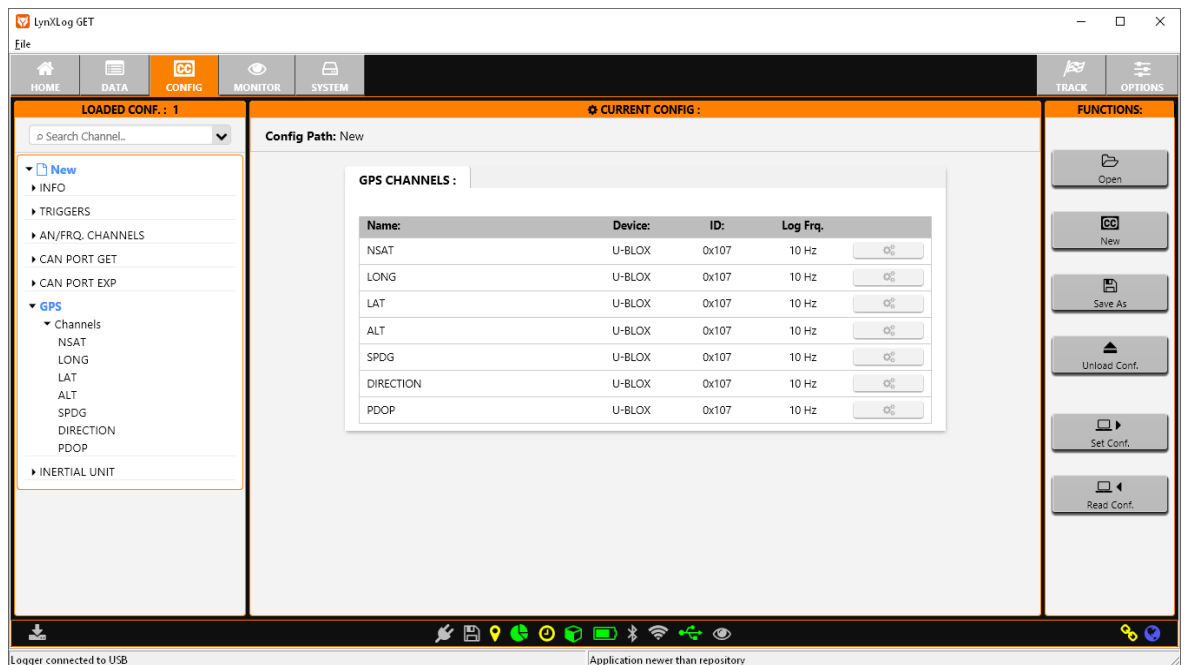 LynXLog GET
File
HOME DATA CONFIG MONITOR SYSTEM TRACK OPTIONS
LOADED CONF. : 1
Search Channel..
New
INFO
TRIGGERS
AN/FRQ. CHANNELS
CAN PORT GET
CAN PORT EXP
GPS
Channels
NSAT
LONG
LAT
ALT
SPDG
DIRECTION
PDOP
INERTIAL UNIT
CURRENT CONFIG :
Config Path: New
GPS CHANNELS :
Name: Device: ID: Log Frq.
NSAT U-BLOX 0x107 10 Hz
LONG U-BLOX 0x107 10 Hz
LAT U-BLOX 0x107 10 Hz
ALT U-BLOX 0x107 10 Hz
SPDG U-BLOX 0x107 10 Hz
DIRECTION U-BLOX 0x107 10 Hz
PDOP U-BLOX 0x107 10 Hz
FUNCTIONS:
Open
CC
New
Save As
Unload Conf.
Set Conf.
Read Conf.
Logger connected to USB
Application newer than repository